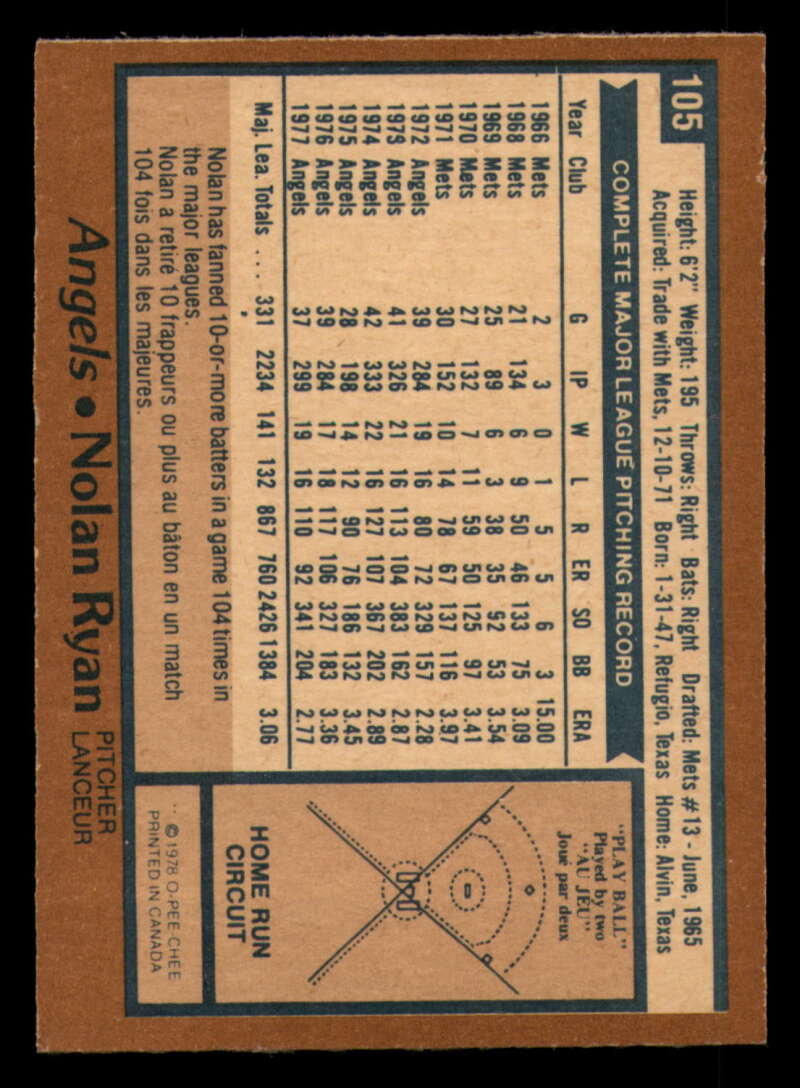 105
Height: 6'2" Weight: 195 Throws: Right Bats: Right Drafted: Mets #13 - June, 1965
Acquired: Trade with Mets, 12-10-71 Born: 1-31-47, Refugio, Texas Home: Alvin, Texas
COMPLETE MAJOR LEAGUE PITCHING RECORD
Year Club G IP W L R ER SO BB ERA
1966 Mets 2 3 0 1 5 5 6 3 15.00
1968 Mets 21 134 6 9 50 46 133 75 3.09
1969 Mets 25 89 6 3 38 35 92 53 3.54
1970 Mets 27 132 7 11 59 50 125 97 3.41
1971 Mets 30 152 10 14 78 67 137 116 3.97
1972 Angels 39 284 19 16 80 72 329 157 2.28
1973 Angels 41 326 21 16 113 104 383 162 2.87
1974 Angels 42 333 22 16 127 107 367 202 2.89
1975 Angels 28 198 14 12 90 76 186 132 3.45
1976 Angels 39 284 17 18 117 106 327 183 3.36
1977 Angels 37 299 19 16 110 92 341 204 2.77
Maj. Lea. Totals .... 331 2234 141 132 867 760 2426 1384 3.06
Nolan has fanned 10-or-more batters in a game 104 times in
the major leagues.
Nolan a retiré 10 frappeurs ou plus au bâton en un match
104 fois dans les majeures.
"PLAY BALL"
Played by two
"AU JEU"
Joué par deux
HOME RUN
CIRCUIT
© 1978 O-PEE-CHEE
PRINTED IN CANADA
Angels • Nolan Ryan
PITCHER
LANCEUR